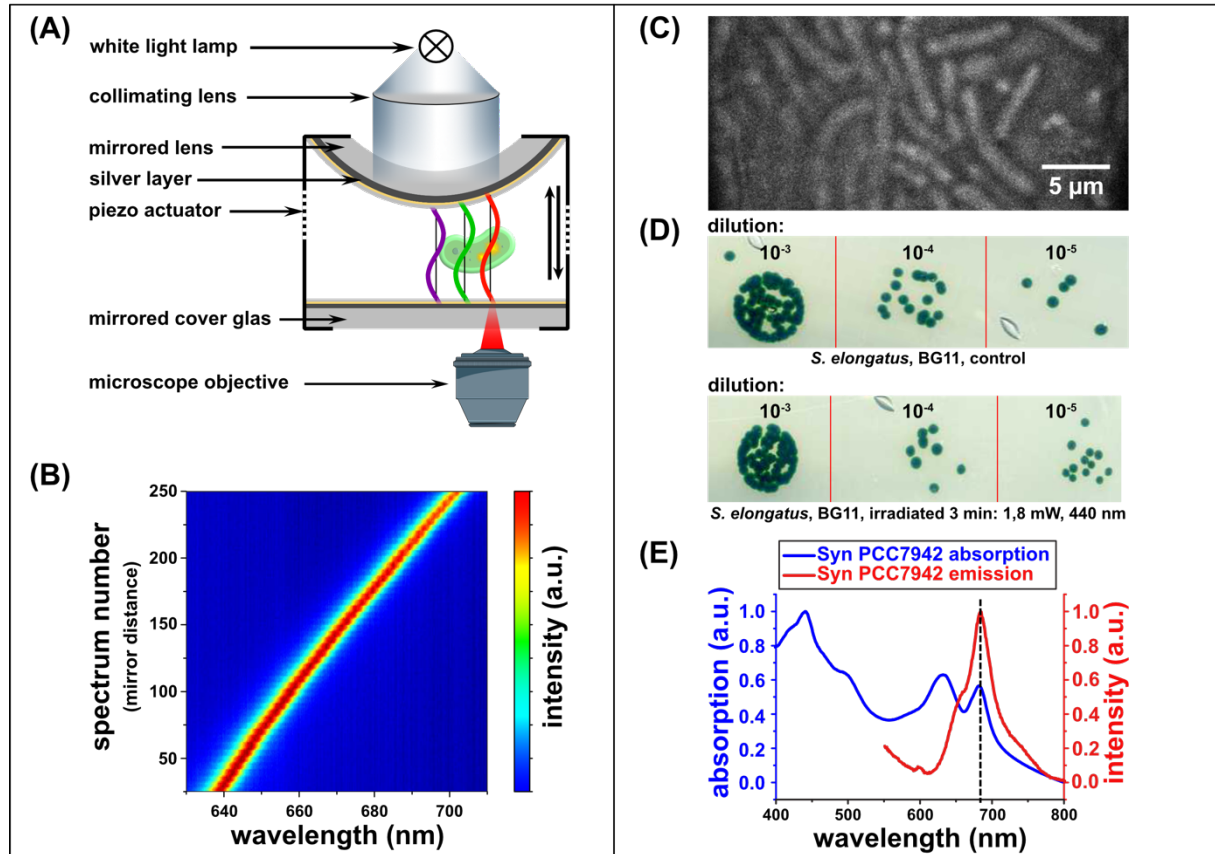 (A)
white light lamp
collimating lens
mirrored lens
silver layer
piezo actuator
mirrored cover glas
microscope objective
(B)
spectrum number
(mirror distance)
250
200
150
100
50
640 660 680 700
wavelength (nm)
intensity (a.u.)
(C)
5 µm
(D)
dilution:
10-3 10-4 10-5
S. elongatus, BG11, control
dilution:
10-3 10-4 10-5
S. elongatus, BG11, irradiated 3 min: 1,8 mW, 440 nm
(E)
Syn PCC7942 absorption
Syn PCC7942 emission
absorption (a.u.)
1.0
0.8
0.6
0.4
0.2
0.0
400 500 600 700 800
wavelength (nm)
1.0
0.8
0.6
0.4
0.2
0.0
intensity (a.u.)